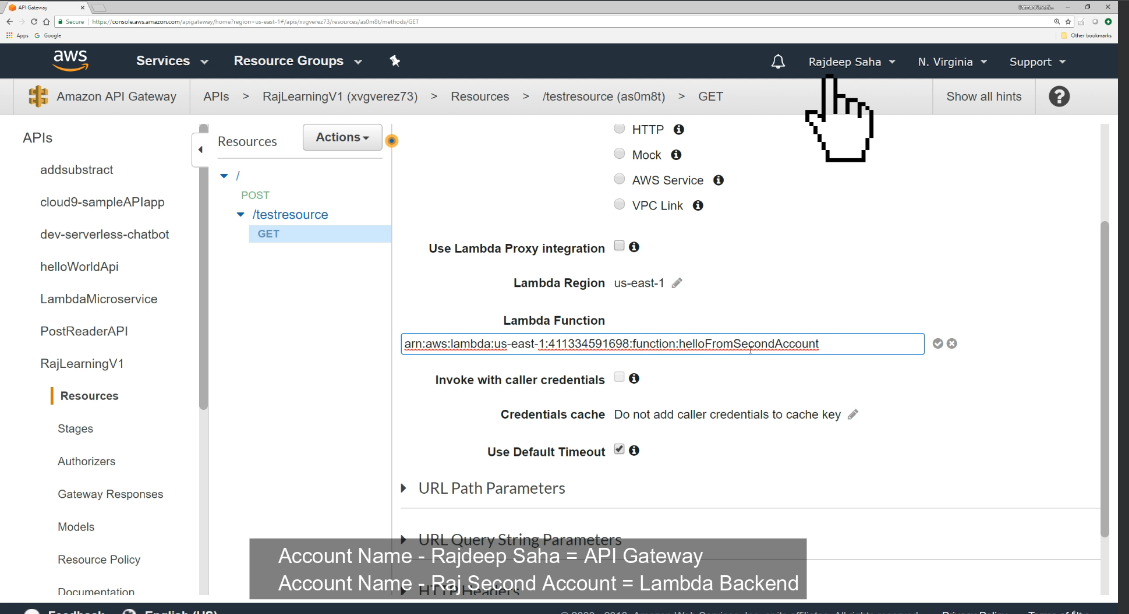 API Gateway
Secure https://console.aws.amazon.com/apigateway/home?region=us-east-1#/apis/xvgverez73/resources/as0m8t/methods/GET
Apps Google Other bookmarks
aws Services Resource Groups Rajdeep Saha N. Virginia Support
Amazon API Gateway APIs > RajLearningV1 (xvgverez73) > Resources > /testresource (as0m8t) > GET Show all hints ?
APIs
addsubstract
cloud9-sampleAPIapp
dev-serverless-chatbot
helloWorldApi
LambdaMicroservice
PostReaderAPI
RajLearningV1
Resources
Stages
Authorizers
Gateway Responses
Models
Resource Policy
Documentation
Resources Actions
/
POST
/testresource
GET
HTTP
Mock
AWS Service
VPC Link
Use Lambda Proxy integration
Lambda Region us-east-1
Lambda Function
arn:aws:lambda:us-east-1:411334591698:function:helloFromSecondAccount
Invoke with caller credentials
Credentials cache Do not add caller credentials to cache key
Use Default Timeout
URL Path Parameters
URL Query String Parameters
Account Name - Rajdeep Saha = API Gateway
Account Name - Raj Second Account = Lambda Backend
HTTP Headers
Feedback English (US)